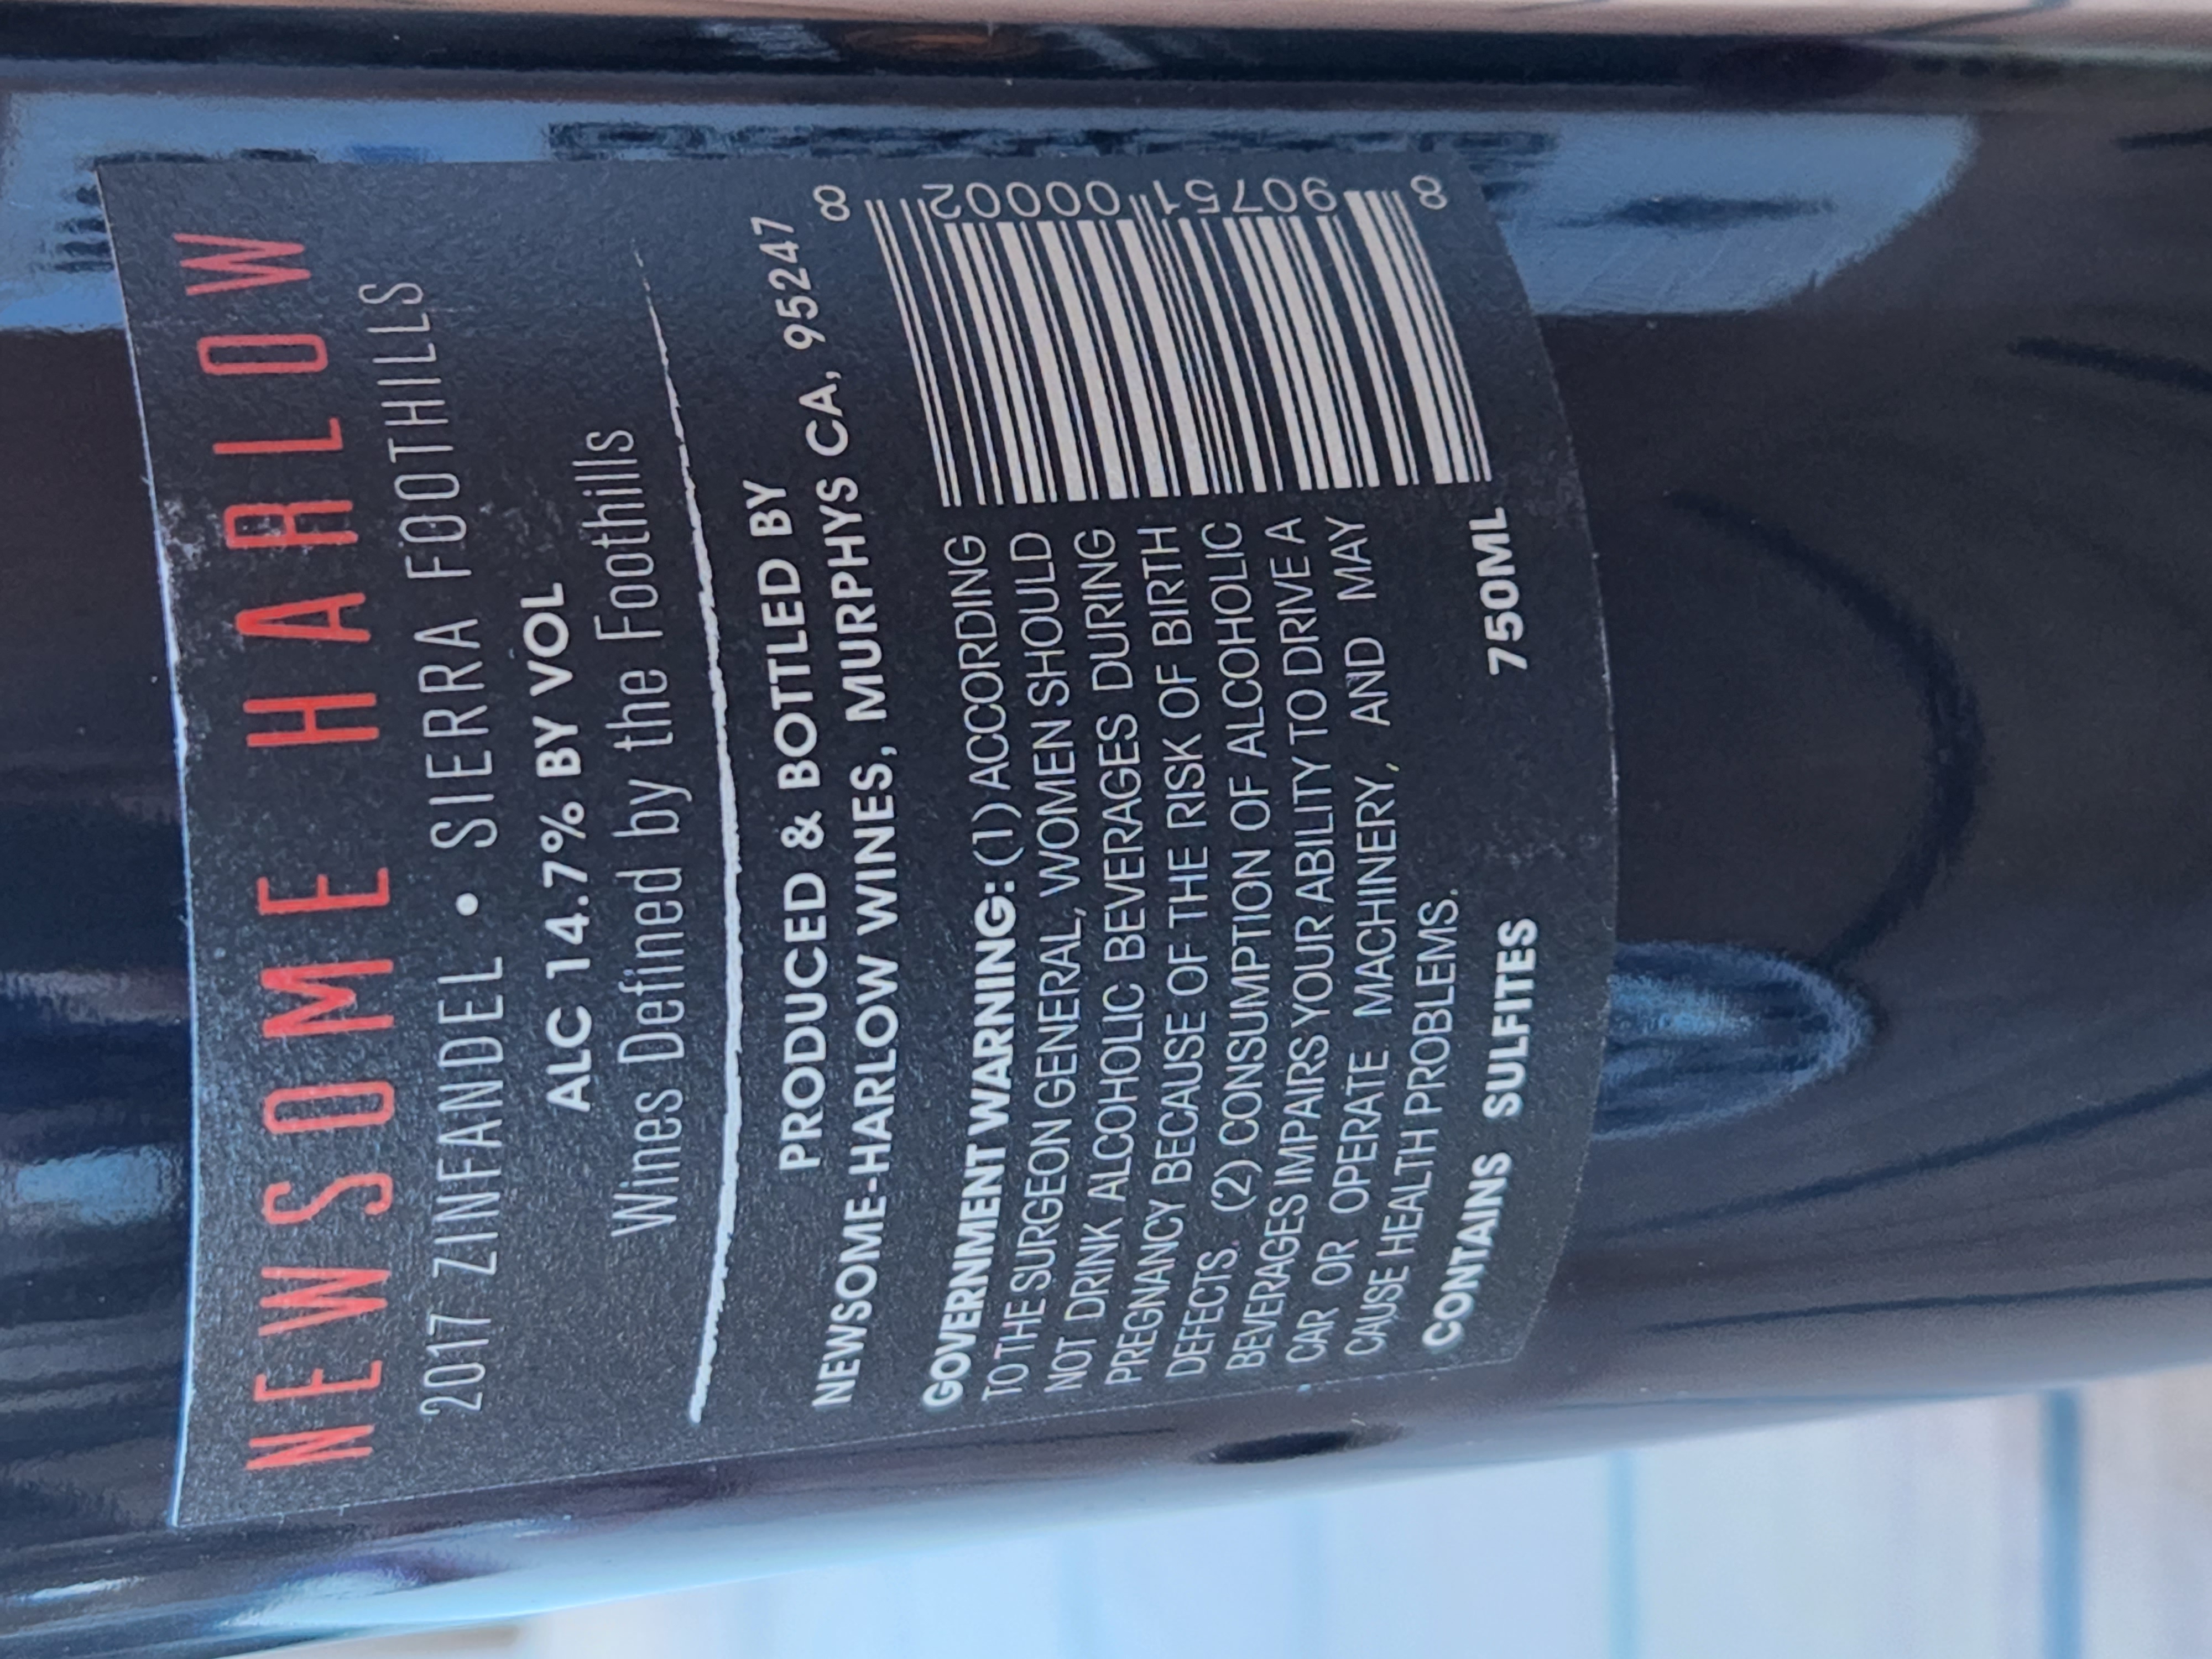 NEWSOME HARLOW
2017 ZINFANDEL • SIERRA FOOTHILLS
ALC 14.7% BY VOL
Wines Defined by the Foothills
PRODUCED & BOTTLED BY
NEWSOME-HARLOW WINES, MURPHYS CA, 95247
GOVERNMENT WARNING: (1) ACCORDING
TO THE SURGEON GENERAL, WOMEN SHOULD
NOT DRINK ALCOHOLIC BEVERAGES DURING
PREGNANCY BECAUSE OF THE RISK OF BIRTH
DEFECTS. (2) CONSUMPTION OF ALCOHOLIC
BEVERAGES IMPAIRS YOUR ABILITY TO DRIVE A
CAR OR OPERATE MACHINERY, AND MAY
CAUSE HEALTH PROBLEMS.
CONTAINS SULFITES 750ML
8 90751 00002 8